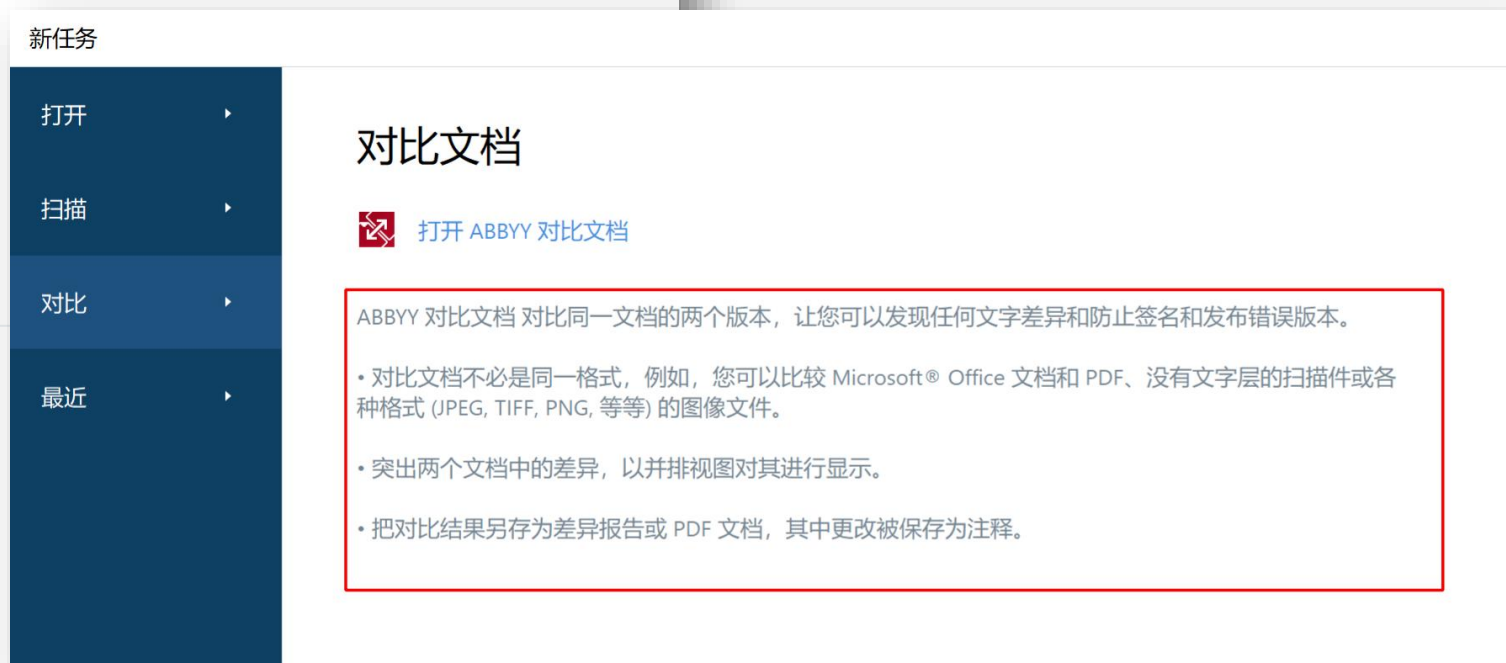 新任务
打开
扫描
对比
最近
对比文档
打开 ABBYY 对比文档
ABBYY 对比文档 对比同一文档的两个版本，让您可以发现任何文字差异和防止签名和发布错误版本。
• 对比文档不必是同一格式，例如，您可以比较 Microsoft® Office 文档和 PDF、没有文字层的扫描件或各
种格式 (JPEG, TIFF, PNG, 等等) 的图像文件。
• 突出两个文档中的差异，以并排视图对其进行显示。
• 把对比结果另存为差异报告或 PDF 文档，其中更改被保存为注释。